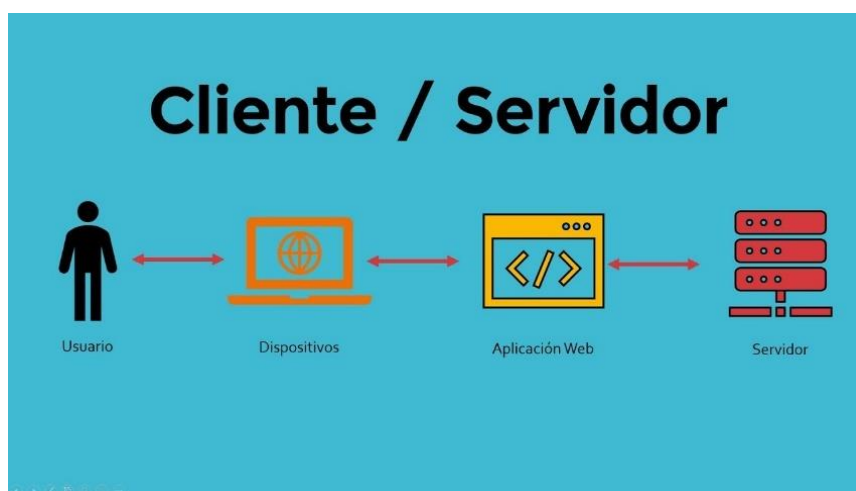 Cliente / Servidor
Usuario
Dispositivos
Aplicación Web
Servidor